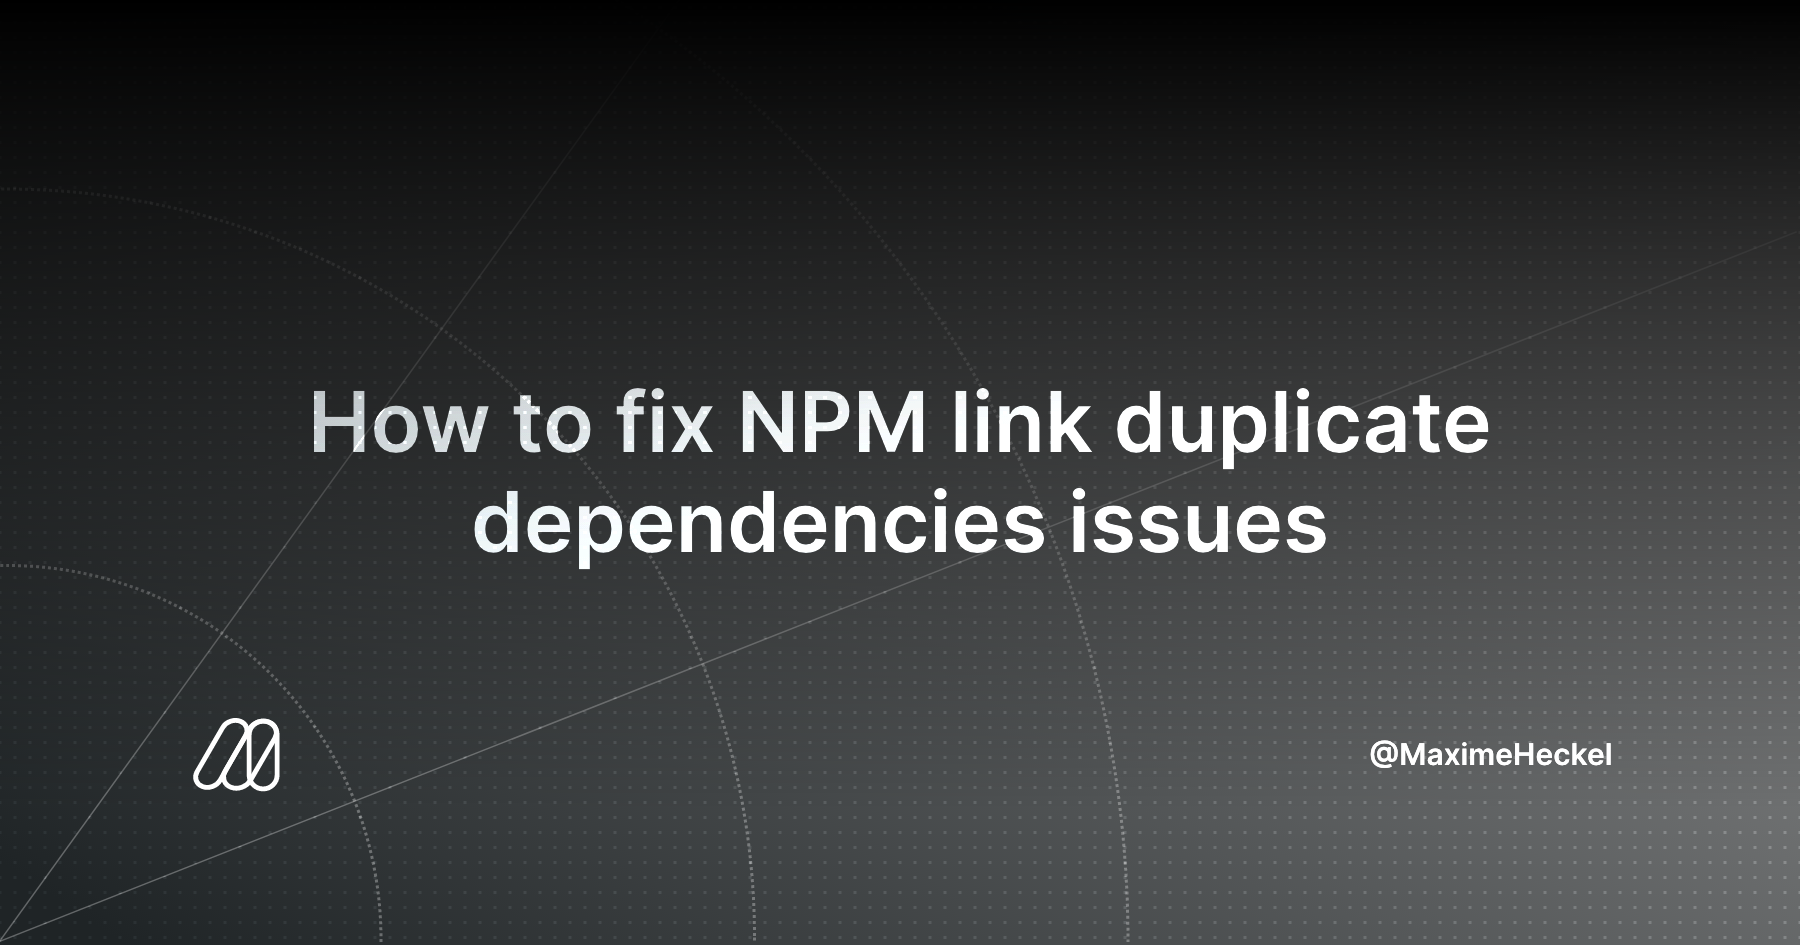 How to fix NPM link duplicate
dependencies issues
@MaximeHeckel